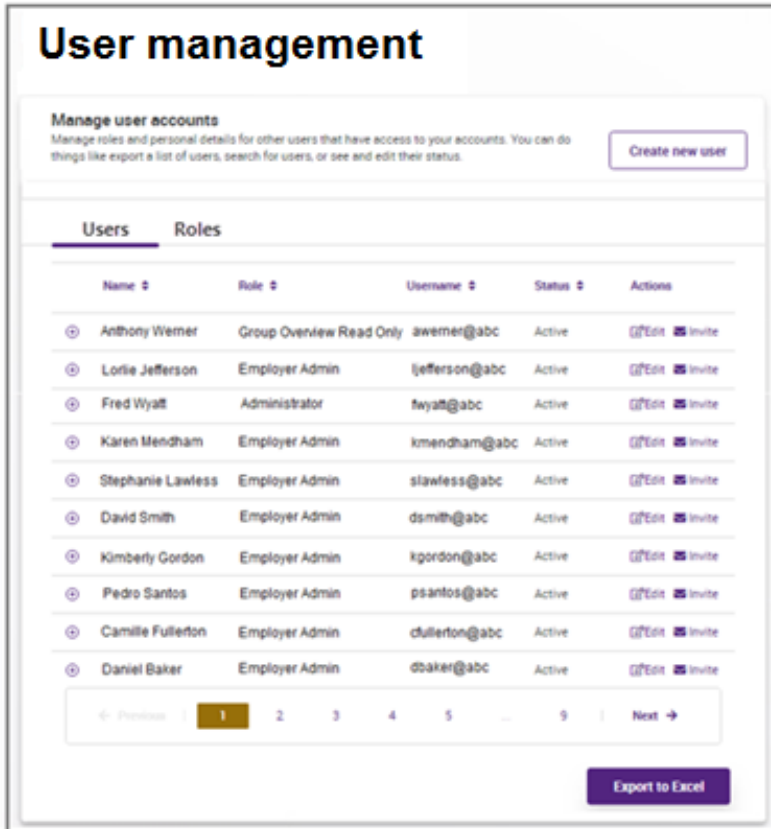 User management
Manage user accounts
Manage roles and personal details for other users that have access to your accounts. You can do
things like export a list of users, search for users, or see and edit their status.
Create new user
Users Roles
Name Role Username Status Actions
Anthony Werner Group Overview Read Only awerner@abc Active Edit Invite
Lorlie Jefferson Employer Admin ljefferson@abc Active Edit Invite
Fred Wyatt Administrator fwyatt@abc Active Edit Invite
Karen Mendham Employer Admin kmendham@abc Active Edit Invite
Stephanie Lawless Employer Admin slawless@abc Active Edit Invite
David Smith Employer Admin dsmith@abc Active Edit Invite
Kimberly Gordon Employer Admin kgordon@abc Active Edit Invite
Pedro Santos Employer Admin psantos@abc Active Edit Invite
Camille Fullerton Employer Admin cfullerton@abc Active Edit Invite
Daniel Baker Employer Admin dbaker@abc Active Edit Invite
← Previous | 1 2 3 4 5 ... 9 | Next →
Export to Excel